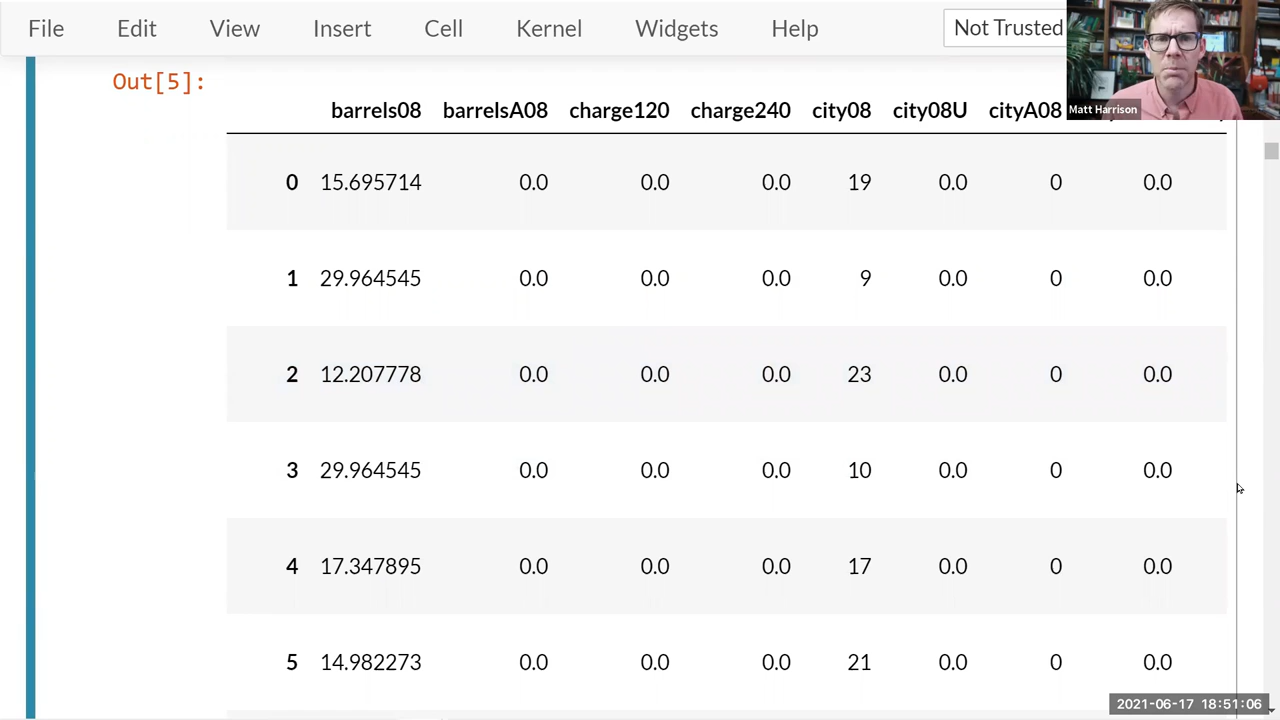 File Edit View Insert Cell Kernel Widgets Help Not Trusted
Matt Harrison
Out[5]:
barrels08 barrelsA08 charge120 charge240 city08 city08U cityA08
0 15.695714 0.0 0.0 0.0 19 0.0 0 0.0
1 29.964545 0.0 0.0 0.0 9 0.0 0 0.0
2 12.207778 0.0 0.0 0.0 23 0.0 0 0.0
3 29.964545 0.0 0.0 0.0 10 0.0 0 0.0
4 17.347895 0.0 0.0 0.0 17 0.0 0 0.0
5 14.982273 0.0 0.0 0.0 21 0.0 0 0.0
2021-06-17 18:51:06